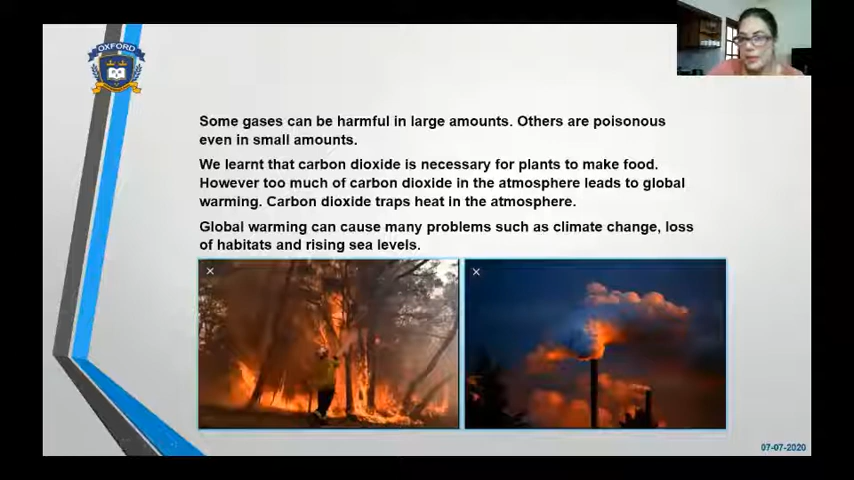 OXFORD
Some gases can be harmful in large amounts. Others are poisonous
even in small amounts.
We learnt that carbon dioxide is necessary for plants to make food.
However too much of carbon dioxide in the atmosphere leads to global
warming. Carbon dioxide traps heat in the atmosphere.
Global warming can cause many problems such as climate change, loss
of habitats and rising sea levels.
07-07-2020